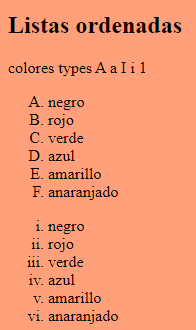 Listas ordenadas
colores types A a I i 1
A. negro
B. rojo
C. verde
D. azul
E. amarillo
F. anaranjado
i. negro
ii. rojo
iii. verde
iv. azul
v. amarillo
vi. anaranjado